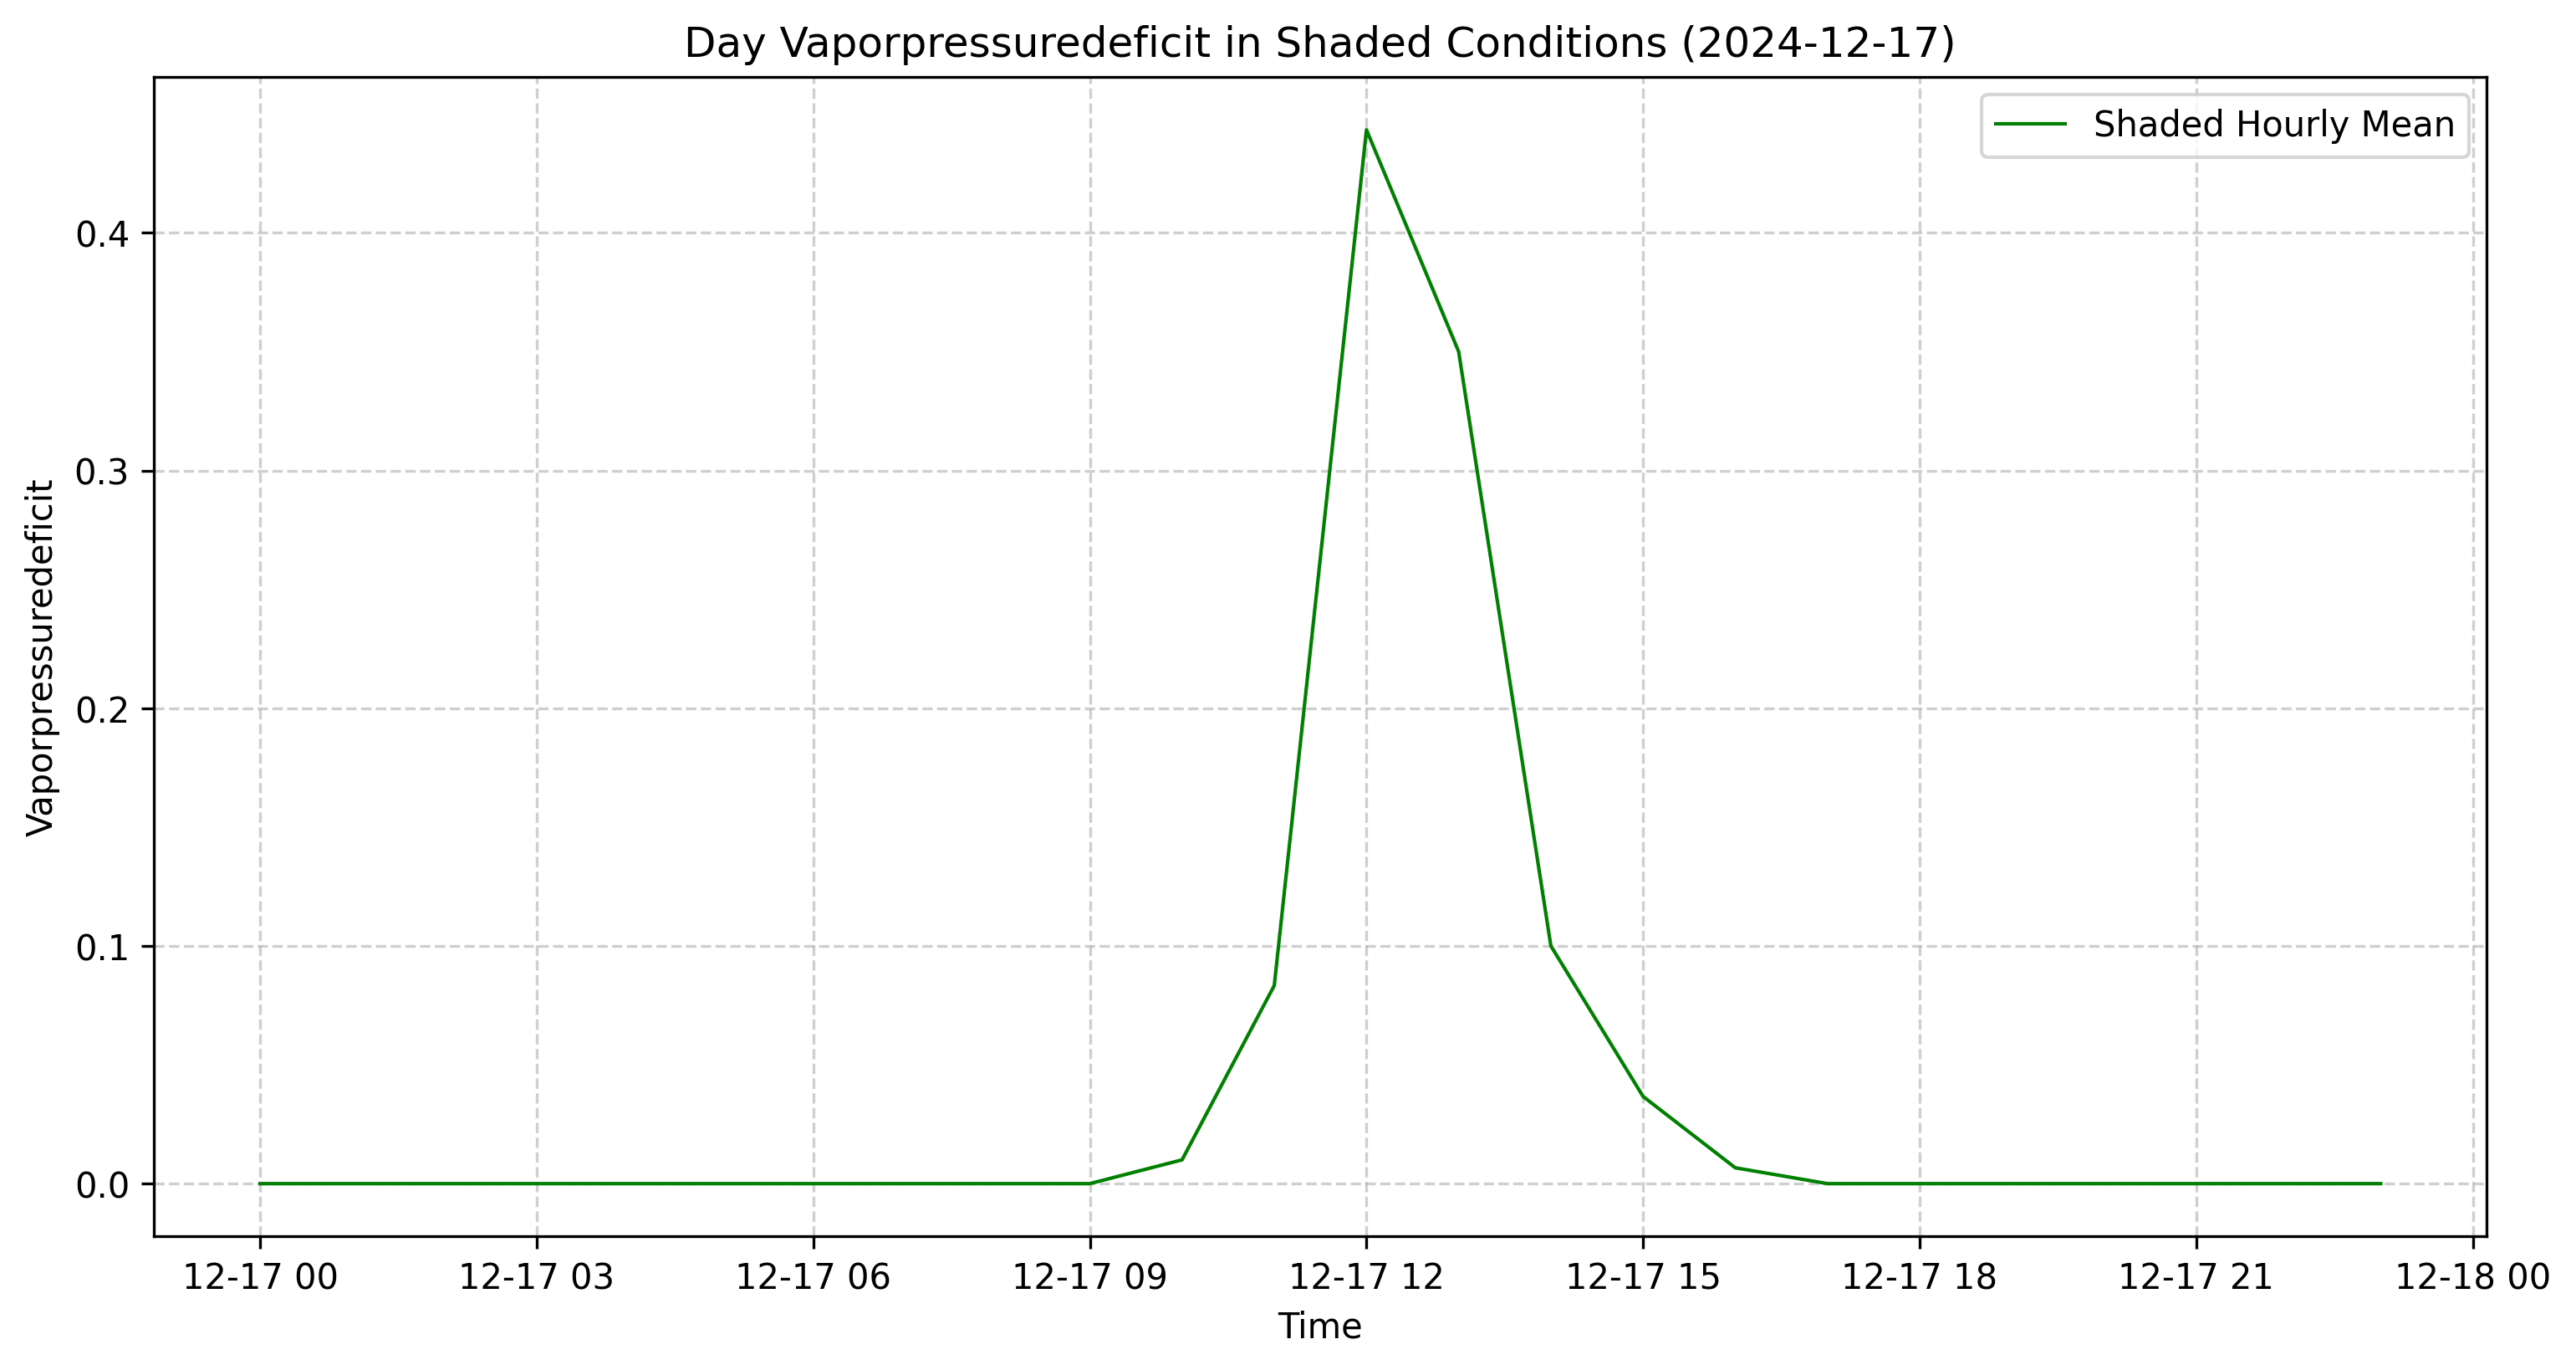 Day Vaporpressuredeficit in Shaded Conditions (2024-12-17)
Shaded Hourly Mean
Vaporpressuredeficit
0.4
0.3
0.2
0.1
0.0
12-17 00 12-17 03 12-17 06 12-17 09 12-17 12 12-17 15 12-17 18 12-17 21 12-18 00
Time